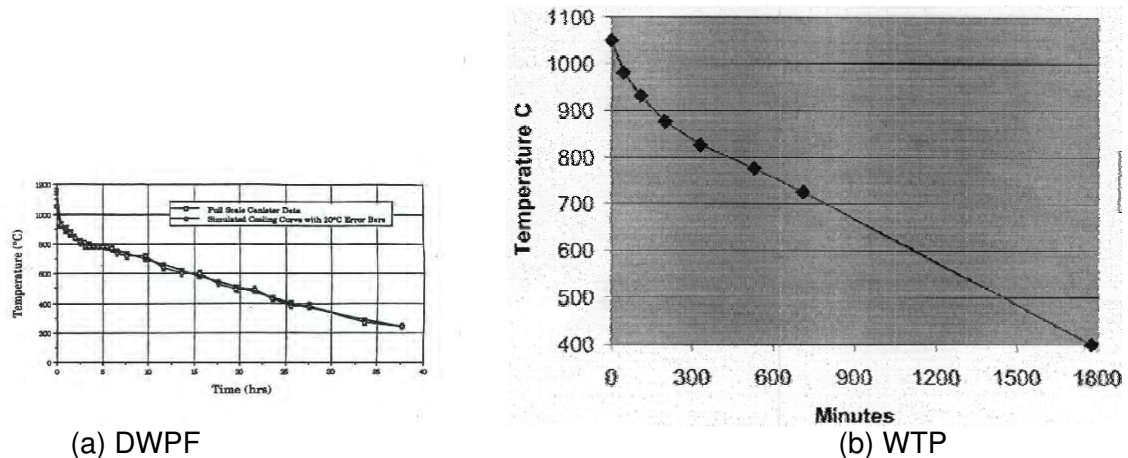 1200
1000
800
600
400
200
0
Temperature (°C)
Full Scale Canister Data
Simulated Cooling Curve with 20°C Error Bars
0 5 10 15 20 25 30 35 40
Time (hrs)
(a) DWPF
1100
1000
900
800
700
600
500
400
Temperature C
0 300 600 900 1200 1500 1800
Minutes
(b) WTP